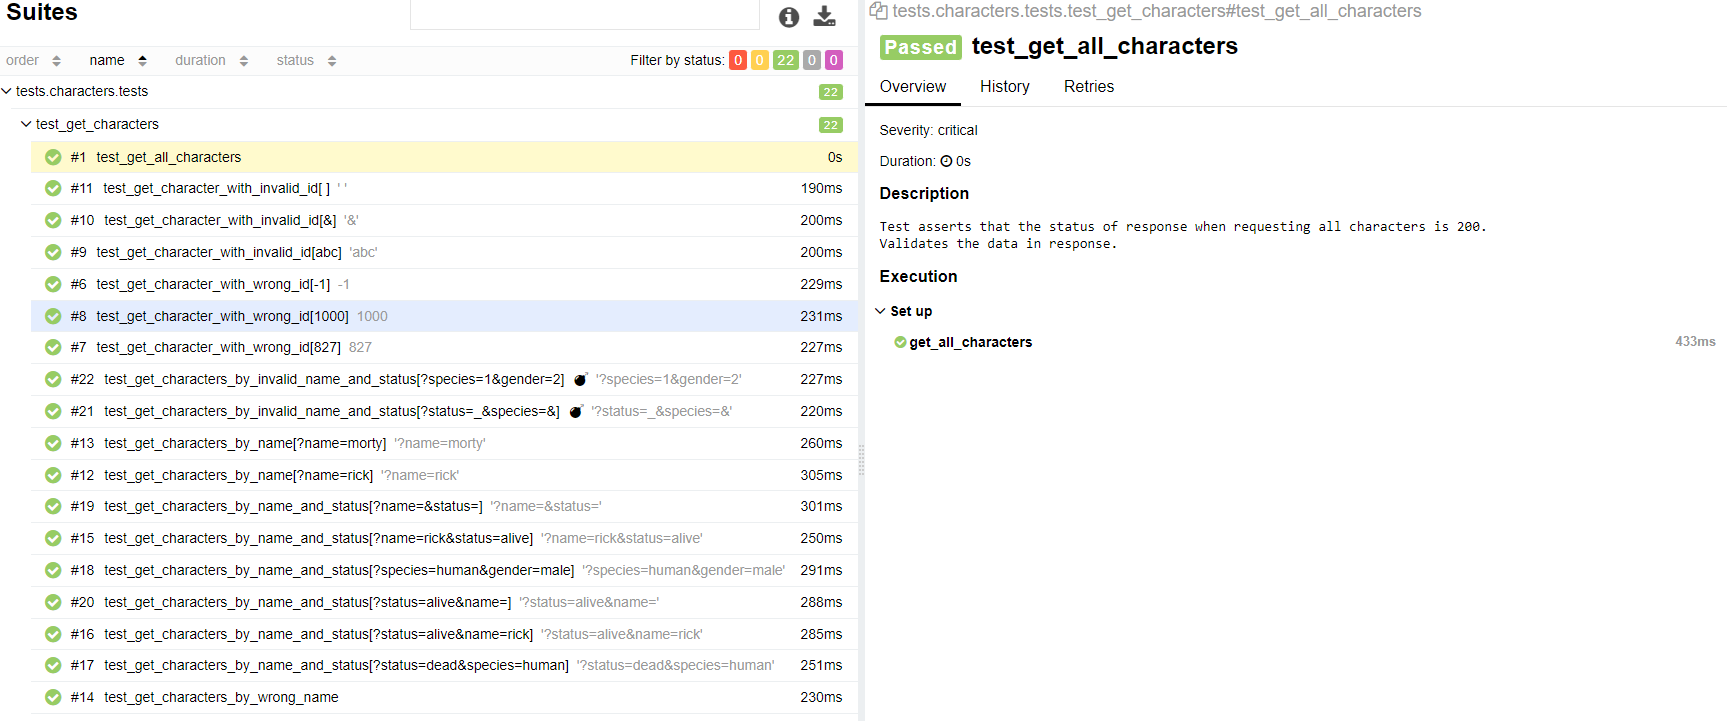 Suites
order name duration status Filter by status: 0 0 22 0 0
tests.characters.tests 22
test_get_characters 22
#1 test_get_all_characters 0s
#11 test_get_character_with_invalid_id[ ] ' ' 190ms
#10 test_get_character_with_invalid_id[&] '&' 200ms
#9 test_get_character_with_invalid_id[abc] 'abc' 200ms
#6 test_get_character_with_wrong_id[-1] -1 229ms
#8 test_get_character_with_wrong_id[1000] 1000 231ms
#7 test_get_character_with_wrong_id[827] 827 227ms
#22 test_get_characters_by_invalid_name_and_status[?species=1&gender=2] '?species=1&gender=2' 227ms
#21 test_get_characters_by_invalid_name_and_status[?status=_&species=&] '?status=_&species=&' 220ms
#13 test_get_characters_by_name[?name=morty] '?name=morty' 260ms
#12 test_get_characters_by_name[?name=rick] '?name=rick' 305ms
#19 test_get_characters_by_name_and_status[?name=&status=] '?name=&status=' 301ms
#15 test_get_characters_by_name_and_status[?name=rick&status=alive] '?name=rick&status=alive' 250ms
#18 test_get_characters_by_name_and_status[?species=human&gender=male] '?species=human&gender=male' 291ms
#20 test_get_characters_by_name_and_status[?status=alive&name=] '?status=alive&name=' 288ms
#16 test_get_characters_by_name_and_status[?status=alive&name=rick] '?status=alive&name=rick' 285ms
#17 test_get_characters_by_name_and_status[?status=dead&species=human] '?status=dead&species=human' 251ms
#14 test_get_characters_by_wrong_name 230ms
tests.characters.tests.test_get_characters#test_get_all_characters
Passed test_get_all_characters
Overview History Retries
Severity: critical
Duration: 0s
Description
Test asserts that the status of response when requesting all characters is 200.
Validates the data in response.
Execution
Set up
get_all_characters 433ms